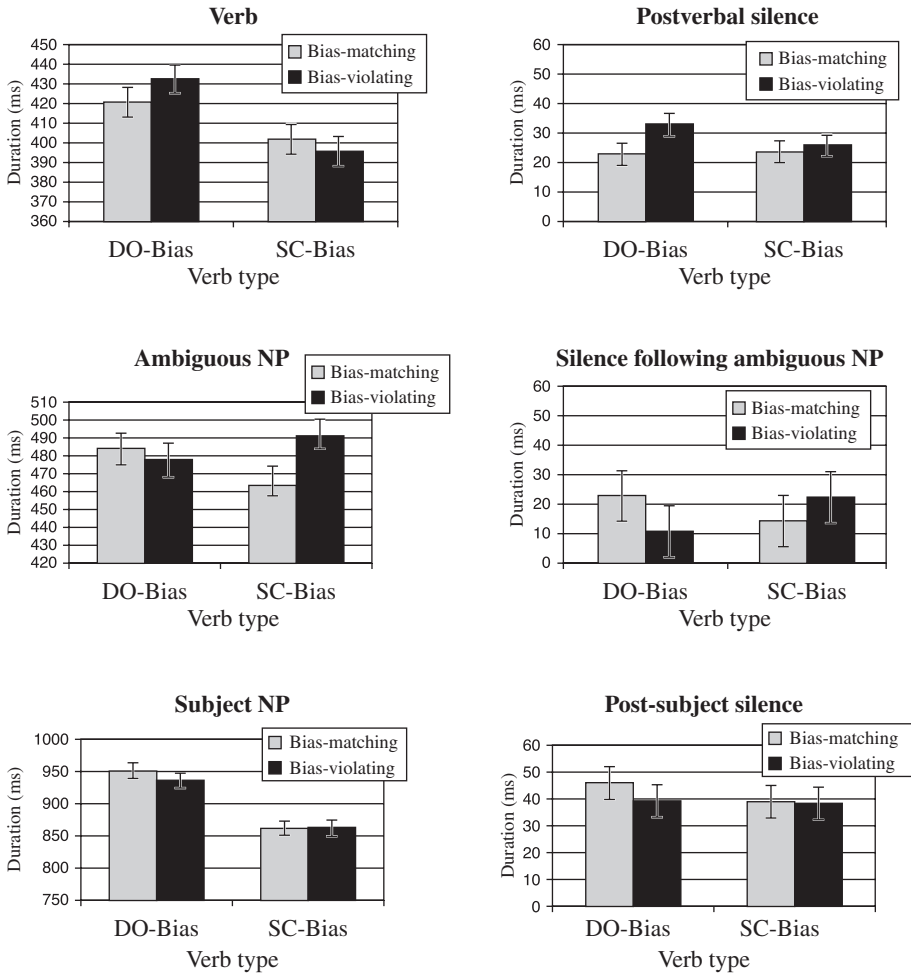 Verb
Bias-matching
Bias-violating
Duration (ms)
450
440
430
420
410
400
390
380
370
360
DO-Bias SC-Bias
Verb type
Postverbal silence
Bias-matching
Bias-violating
Duration (ms)
60
50
40
30
20
10
0
DO-Bias SC-Bias
Verb type
Ambiguous NP
Bias-matching
Bias-violating
Duration (ms)
510
500
490
480
470
460
450
440
430
420
DO-Bias SC-Bias
Verb type
Silence following ambiguous NP
Bias-matching
Bias-violating
Duration (ms)
60
50
40
30
20
10
0
DO-Bias SC-Bias
Verb type
Subject NP
Bias-matching
Bias-violating
Duration (ms)
1000
950
900
850
800
750
DO-Bias SC-Bias
Verb type
Post-subject silence
Bias-matching
Bias-violating
Duration (ms)
60
50
40
30
20
10
0
DO-Bias SC-Bias
Verb type